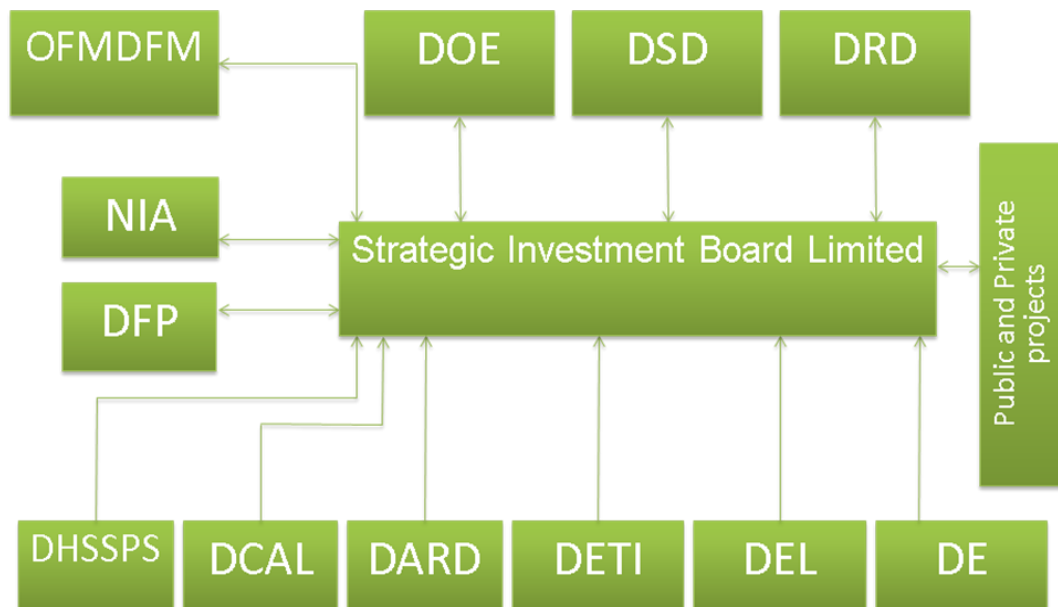 OFMDFM
DOE
DSD
DRD
NIA
Strategic Investment Board Limited
DFP
Public and Private
projects
DHSSPS
DCAL
DARD
DETI
DEL
DE